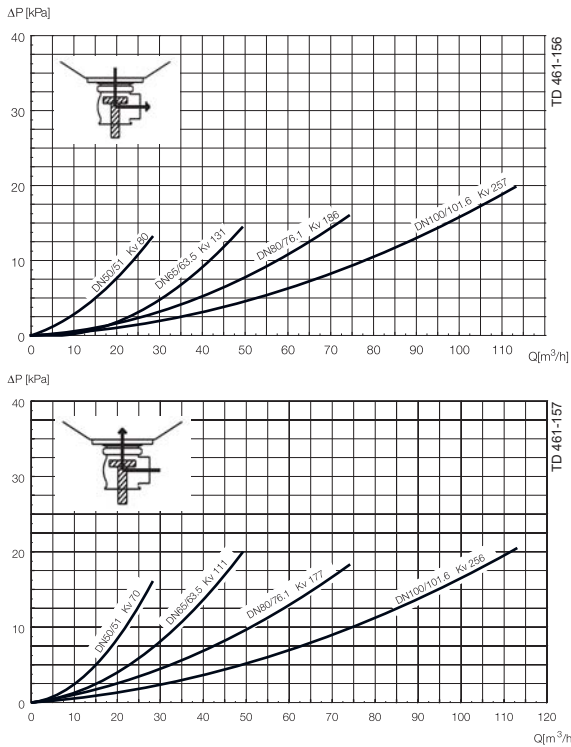 ΔP [kPa]
40
30
20
10
0
0 10 20 30 40 50 60 70 80 90 100 110
Q[m³/h]
DN50/51 Kv 80
DN65/63.5 Kv 131
DN80/76.1 Kv 186
DN100/101.6 Kv 257
TD 461-156
ΔP [kPa]
40
30
20
10
0
0 10 20 30 40 50 60 70 80 90 100 110 120
Q[m³/h
DN50/51 Kv 70
DN65/63.5 Kv 111
DN80/76.1 Kv 177
DN100/101.6 Kv 256
TD 461-157